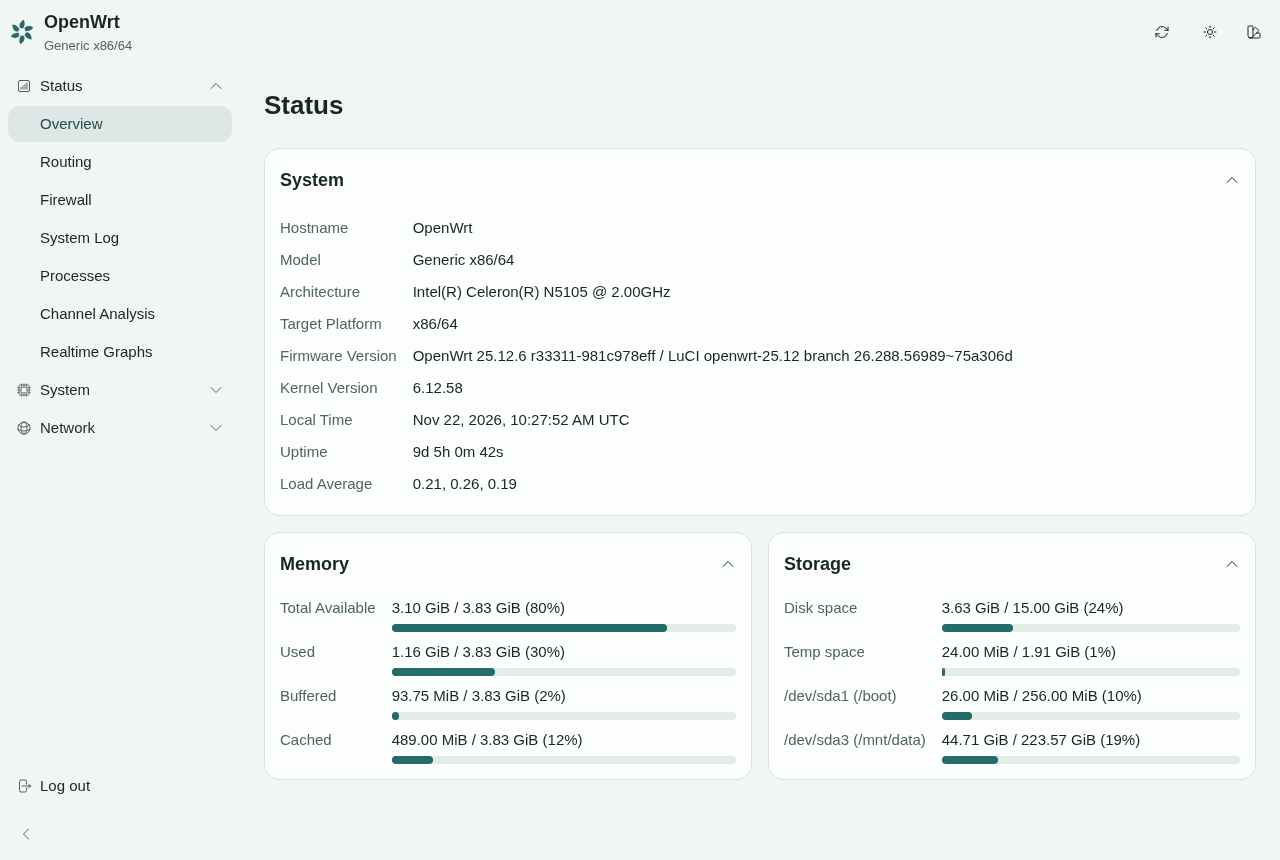 OpenWrt
Generic x86/64
Status
Overview
Routing
Firewall
System Log
Processes
Channel Analysis
Realtime Graphs
System
Network
Log out
Status
System
Hostname OpenWrt
Model Generic x86/64
Architecture Intel(R) Celeron(R) N5105 @ 2.00GHz
Target Platform x86/64
Firmware Version OpenWrt 25.12.6 r33311-981c978eff / LuCI openwrt-25.12 branch 26.288.56989~75a306d
Kernel Version 6.12.58
Local Time Nov 22, 2026, 10:27:52 AM UTC
Uptime 9d 5h 0m 42s
Load Average 0.21, 0.26, 0.19
Memory
Total Available 3.10 GiB / 3.83 GiB (80%)
Used 1.16 GiB / 3.83 GiB (30%)
Buffered 93.75 MiB / 3.83 GiB (2%)
Cached 489.00 MiB / 3.83 GiB (12%)
Storage
Disk space 3.63 GiB / 15.00 GiB (24%)
Temp space 24.00 MiB / 1.91 GiB (1%)
/dev/sda1 (/boot) 26.00 MiB / 256.00 MiB (10%)
/dev/sda3 (/mnt/data) 44.71 GiB / 223.57 GiB (19%)